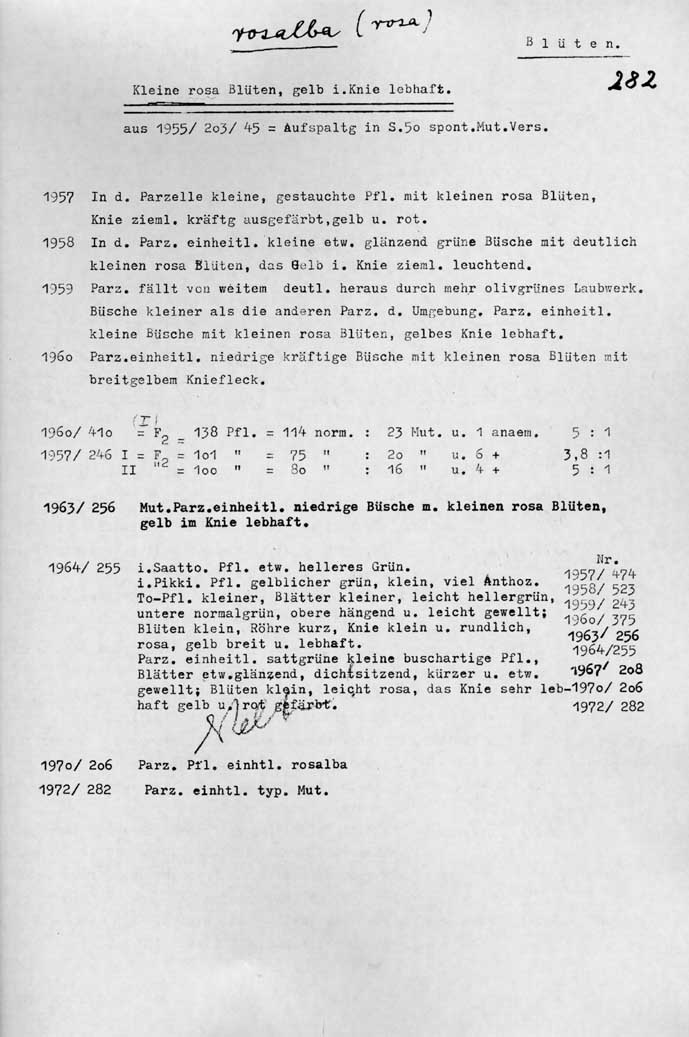 rosalba (rosa)
Blüten.
282
Kleine rosa Blüten, gelb i.Knie lebhaft.
aus 1955/ 2o3/ 45 = Aufspaltg in S.5o spont.Mut.Vers.
1957 In d. Parzelle kleine, gestauchte Pfl. mit kleinen rosa Blüten,
Knie zieml. kräftg ausgefärbt,gelb u. rot.
1958 In d. Parz. einheitl. kleine etw. glänzend grüne Büsche mit deutlich
kleinen rosa Blüten, das Gelb i. Knie zieml. leuchtend.
1959 Parz. fällt von weitem deutl. heraus durch mehr olivgrünes Laubwerk.
Büsche kleiner als die anderen Parz. d. Umgebung. Parz. einheitl.
kleine Büsche mit kleinen rosa Blüten, gelbes Knie lebhaft.
196o Parz.einheitl. niedrige kräftige Büsche mit kleinen rosa Blüten mit
breitgelbem Kniefleck.
(I)
196o/ 41o = F2 = 138 Pfl. = 114 norm. : 23 Mut. u. 1 anaem. 5 : 1
1957/ 246 I = F2 = 1o1 " = 75 " : 2o " u. 6 + 3,8 :1
II "2 = 1oo " = 8o " : 16 " u. 4 + 5 : 1
1963/ 256 Mut.Parz.einheitl. niedrige Büsche m. kleinen rosa Blüten,
gelb im Knie lebhaft.
1964/ 255 i.Saatto. Pfl. etw. helleres Grün.
i.Pikki. Pfl. gelblicher grün, klein, viel Anthoz.
To-Pfl. kleiner, Blätter kleiner, leicht hellergrün,
untere normalgrün, obere hängend u. leicht gewellt;
Blüten klein, Röhre kurz, Knie klein u. rundlich,
rosa, gelb breit u. lebhaft.
Parz. einheitl. sattgrüne kleine buschartige Pfl.,
Blätter etw.glänzend, dichtsitzend, kürzer u. etw.
gewellt; Blüten klein, leicht rosa, das Knie sehr leb-
haft gelb u. rot gefärbt.
Nr.
1957/ 474
1958/ 523
1959/ 243
196o/ 375
1963/ 256
1964/255
1967/ 2o8
197o/ 2o6
1972/ 282
197o/ 2o6 Parz. Pfl. einhtl. rosalba
1972/ 282 Parz. einhtl. typ. Mut.